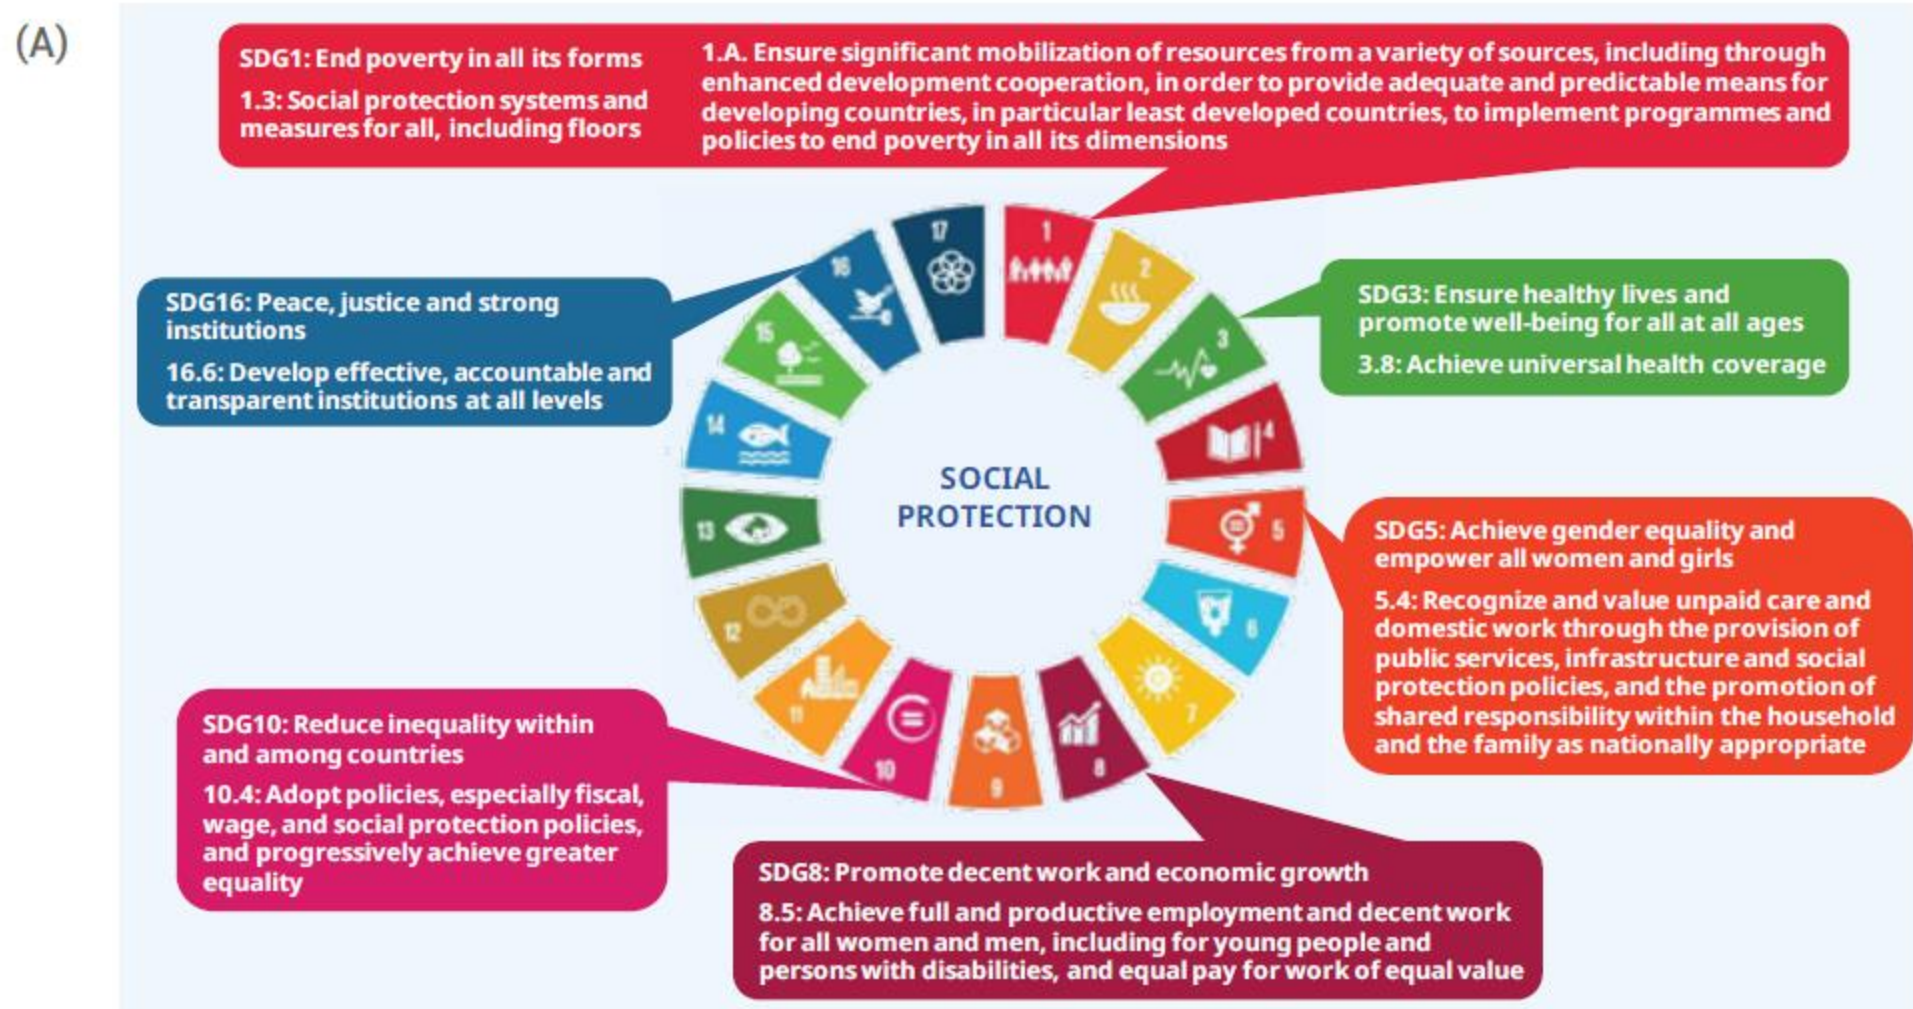 (A)
SDG1: End poverty in all its forms
1.3: Social protection systems and
measures for all, including floors
1.A. Ensure significant mobilization of resources from a variety of sources, including through
enhanced development cooperation, in order to provide adequate and predictable means for
developing countries, in particular least developed countries, to implement programmes and
policies to end poverty in all its dimensions
SDG16: Peace, justice and strong
institutions
16.6: Develop effective, accountable and
transparent institutions at all levels
SDG3: Ensure healthy lives and
promote well-being for all at all ages
3.8: Achieve universal health coverage
17
1
2
3
4
5
6
7
8
9
10
11
12
13
14
15
16
SOCIAL
PROTECTION
SDG5: Achieve gender equality and
empower all women and girls
5.4: Recognize and value unpaid care and
domestic work through the provision of
public services, infrastructure and social
protection policies, and the promotion of
shared responsibility within the household
and the family as nationally appropriate
SDG10: Reduce inequality within
and among countries
10.4: Adopt policies, especially fiscal,
wage, and social protection policies,
and progressively achieve greater
equality
SDG8: Promote decent work and economic growth
8.5: Achieve full and productive employment and decent work
for all women and men, including for young people and
persons with disabilities, and equal pay for work of equal value